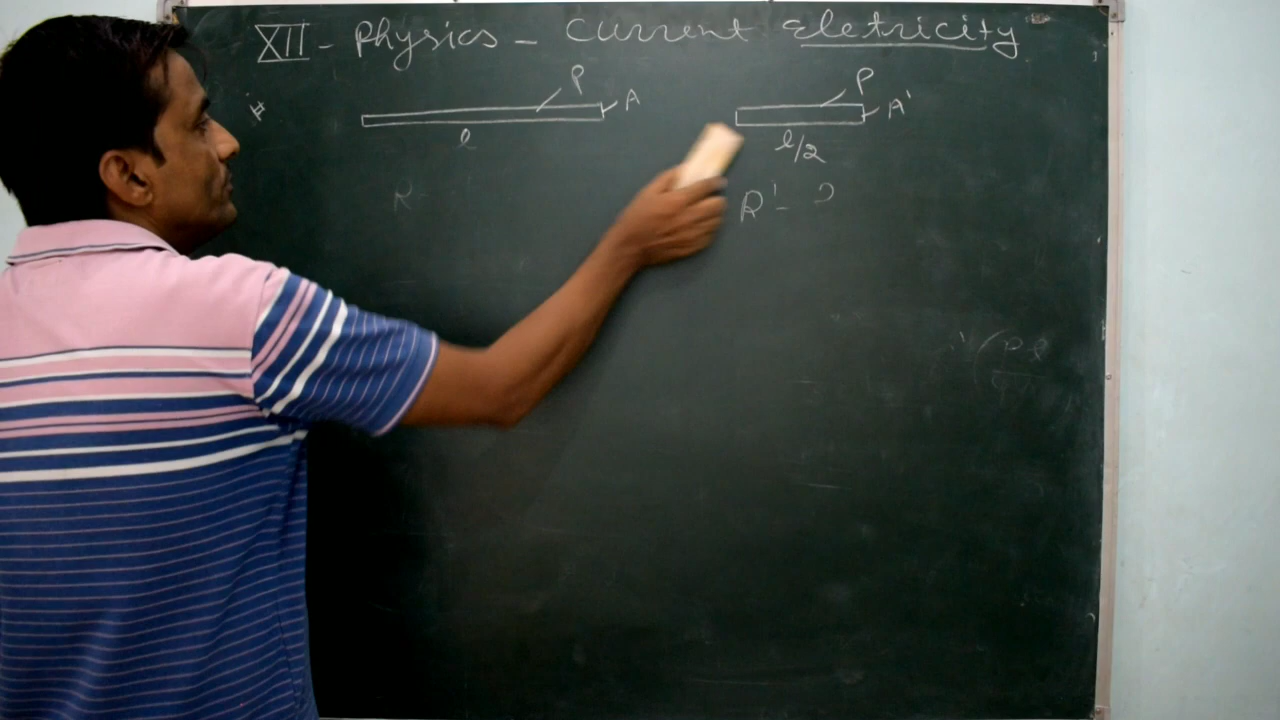 XII - Physics - Current Eletricity
# P A P A'
l l/2
R R' - ?